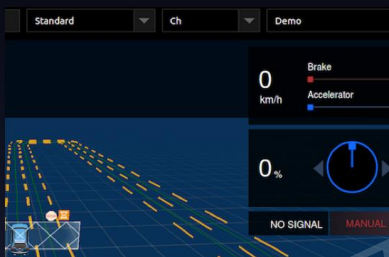 Standard Ch Demo
Brake
0
km/h
Accelerator
0 %
NO SIGNAL MANUAL